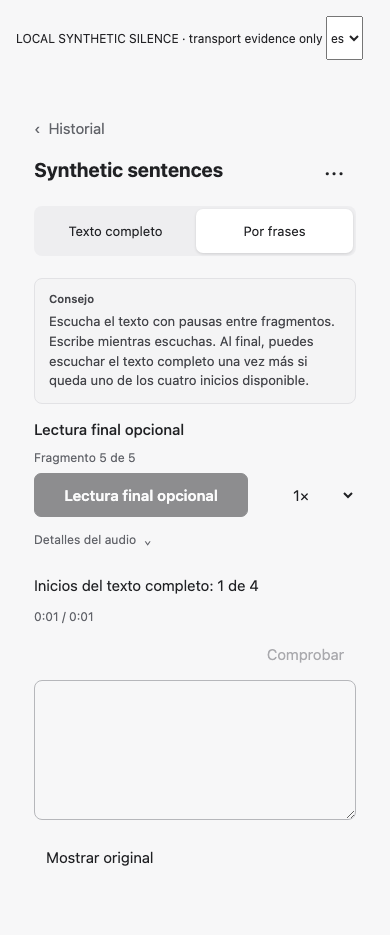 LOCAL SYNTHETIC SILENCE · transport evidence only es
‹ Historial
Synthetic sentences
...
Texto completo Por frases
Consejo
Escucha el texto con pausas entre fragmentos.
Escribe mientras escuchas. Al final, puedes
escuchar el texto completo una vez más si
queda uno de los cuatro inicios disponible.
Lectura final opcional
Fragmento 5 de 5
Lectura final opcional 1×
Detalles del audio
Inicios del texto completo: 1 de 4
0:01 / 0:01
Comprobar
Mostrar original